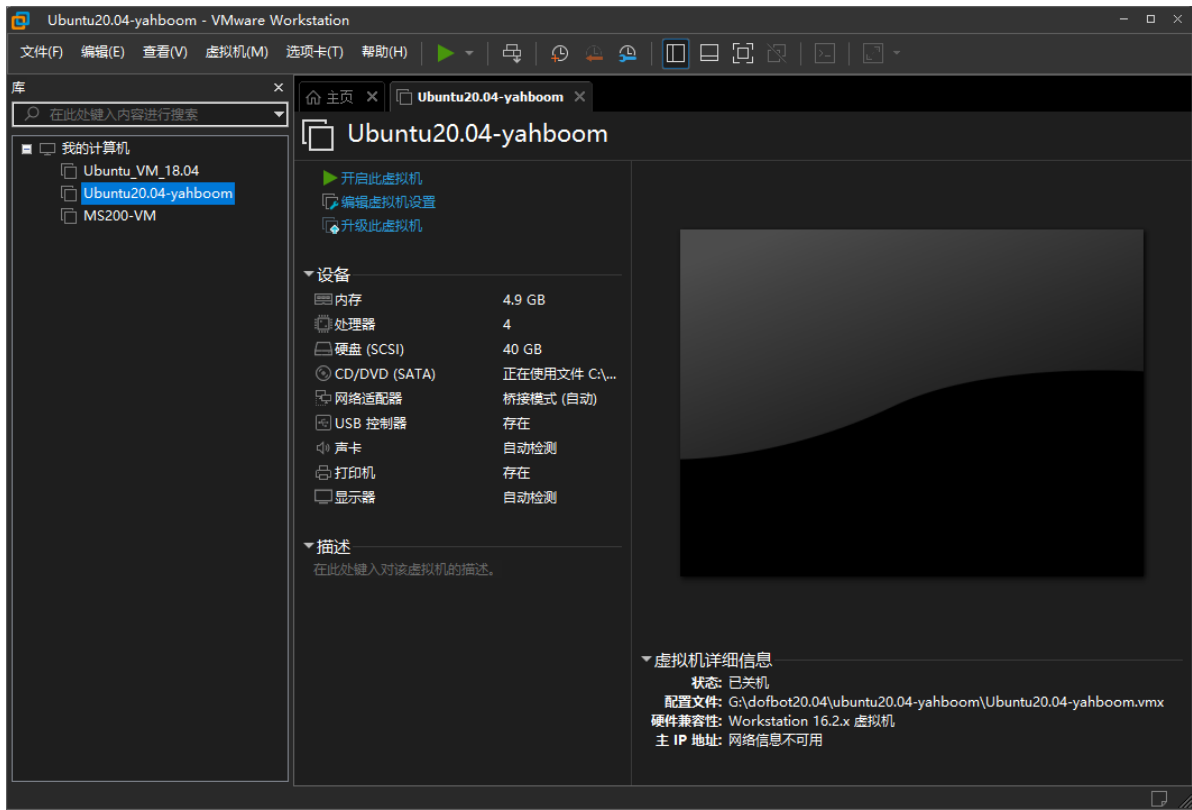 Ubuntu20.04-yahboom - VMware Workstation
文件(F) 编辑(E) 查看(V) 虚拟机(M) 选项卡(T) 帮助(H)
库
在此处键入内容进行搜索
我的计算机
Ubuntu_VM_18.04
Ubuntu20.04-yahboom
MS200-VM
主页 Ubuntu20.04-yahboom
Ubuntu20.04-yahboom
开启此虚拟机
编辑虚拟机设置
升级此虚拟机
设备
内存 4.9 GB
处理器 4
硬盘 (SCSI) 40 GB
CD/DVD (SATA) 正在使用文件 C:\...
网络适配器 桥接模式 (自动)
USB 控制器 存在
声卡 自动检测
打印机 存在
显示器 自动检测
描述
在此处键入对该虚拟机的描述。
虚拟机详细信息
状态: 已关机
配置文件: G:\dofbot20.04\ubuntu20.04-yahboom\Ubuntu20.04-yahboom.vmx
硬件兼容性: Workstation 16.2.x 虚拟机
主 IP 地址: 网络信息不可用